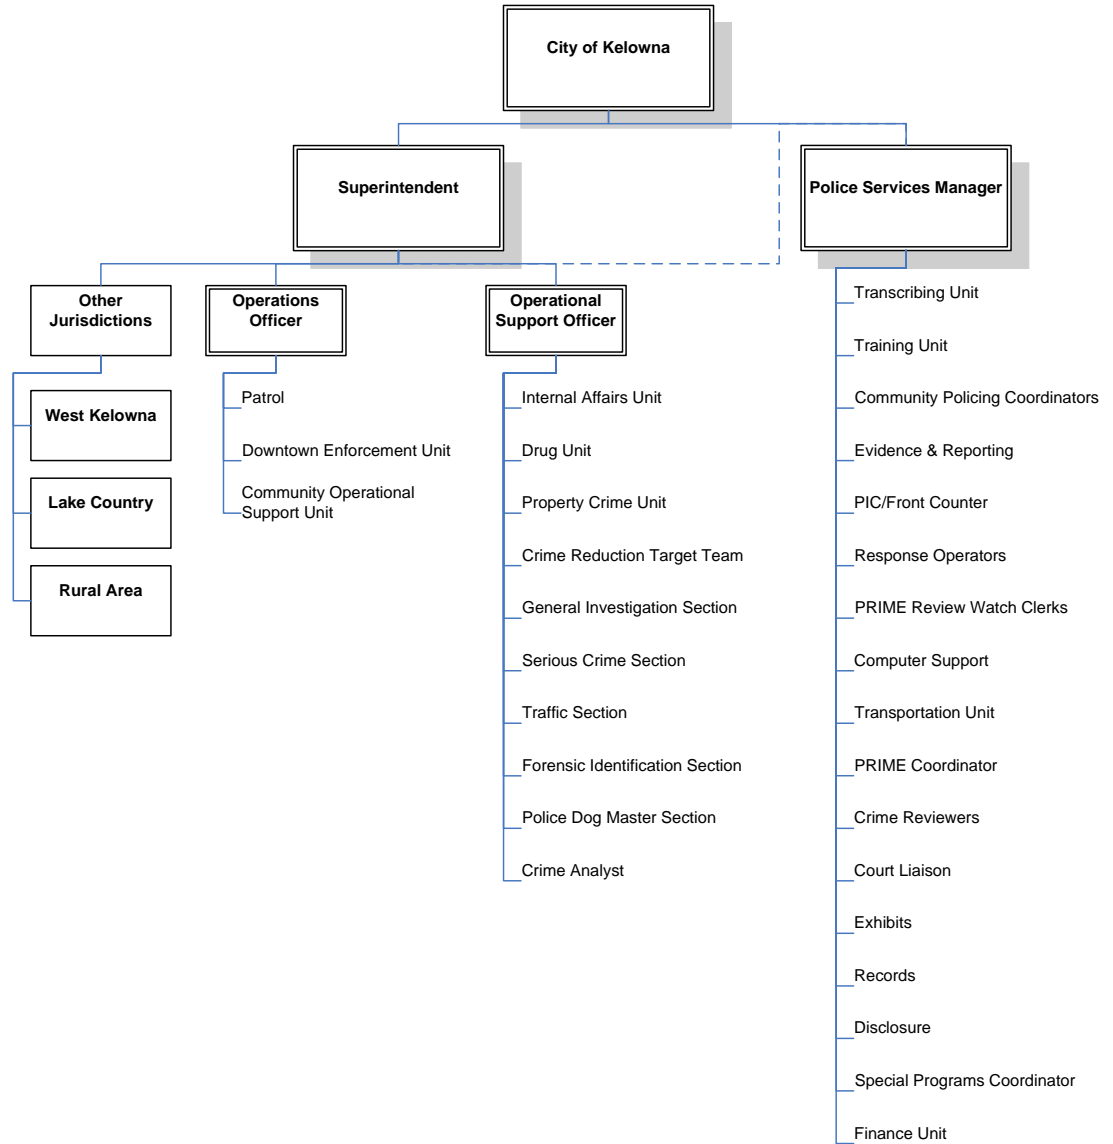 City of Kelowna
Superintendent
Police Services Manager
Other
Jurisdictions
West Kelowna
Lake Country
Rural Area
Operations
Officer
Patrol
Downtown Enforcement Unit
Community Operational
Support Unit
Operational
Support Officer
Internal Affairs Unit
Drug Unit
Property Crime Unit
Crime Reduction Target Team
General Investigation Section
Serious Crime Section
Traffic Section
Forensic Identification Section
Police Dog Master Section
Crime Analyst
Transcribing Unit
Training Unit
Community Policing Coordinators
Evidence & Reporting
PIC/Front Counter
Response Operators
PRIME Review Watch Clerks
Computer Support
Transportation Unit
PRIME Coordinator
Crime Reviewers
Court Liaison
Exhibits
Records
Disclosure
Special Programs Coordinator
Finance Unit